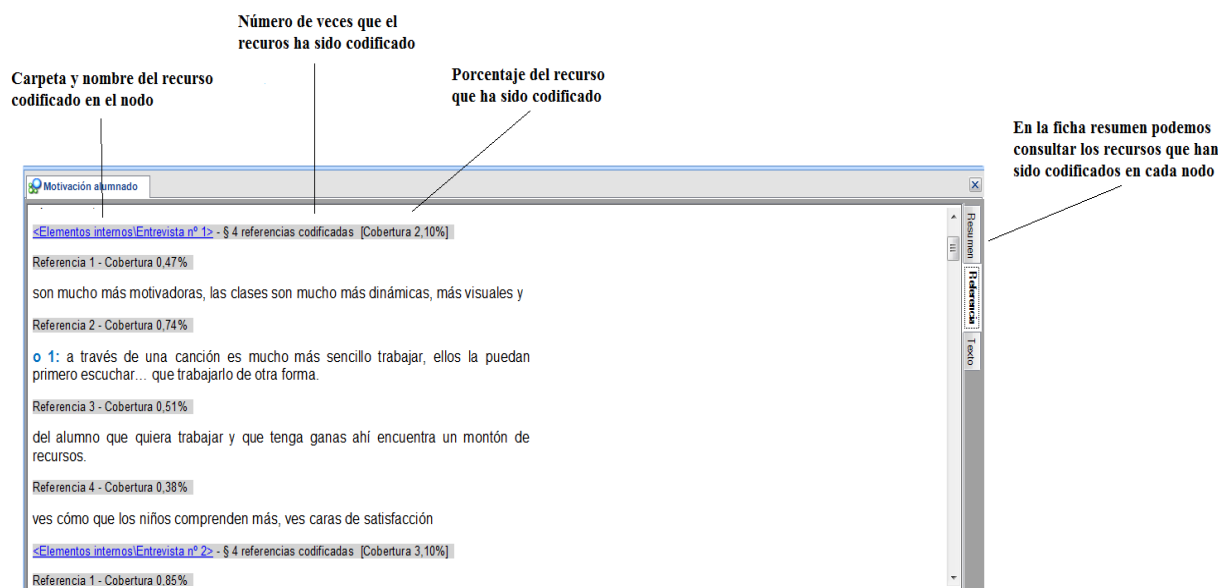 Número de veces que el
recuros ha sido codificado
Carpeta y nombre del recurso
codificado en el nodo
Porcentaje del recurso
que ha sido codificado
En la ficha resumen podemos
consultar los recursos que han
sido codificados en cada nodo
Motivación alumnado
<Elementos internos\Entrevista nº 1> - § 4 referencias codificadas [Cobertura 2,10%]
Referencia 1 - Cobertura 0,47%
son mucho más motivadoras, las clases son mucho más dinámicas, más visuales y
Referencia 2 - Cobertura 0,74%
o 1: a través de una canción es mucho más sencillo trabajar, ellos la puedan
primero escuchar… que trabajarlo de otra forma.
Referencia 3 - Cobertura 0,51%
del alumno que quiera trabajar y que tenga ganas ahí encuentra un montón de
recursos.
Referencia 4 - Cobertura 0,38%
ves cómo que los niños comprenden más, ves caras de satisfacción
<Elementos internos\Entrevista nº 2> - § 4 referencias codificadas [Cobertura 3,10%]
Referencia 1 - Cobertura 0,85%
Resumen
Referencia
Texto